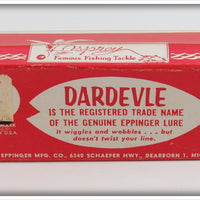 Osprey
Famous Fishing Tackle
DARDEVLE
IS THE REGISTERED TRADE NAME
OF THE GENUINE EPPINGER LURE
It wiggles and wobbles . . . but
doesn't twist your line.
U.S.A.
EPPINGER MFG. CO., 6340 SCHAEFER HWY., DEARBORN 1, MI